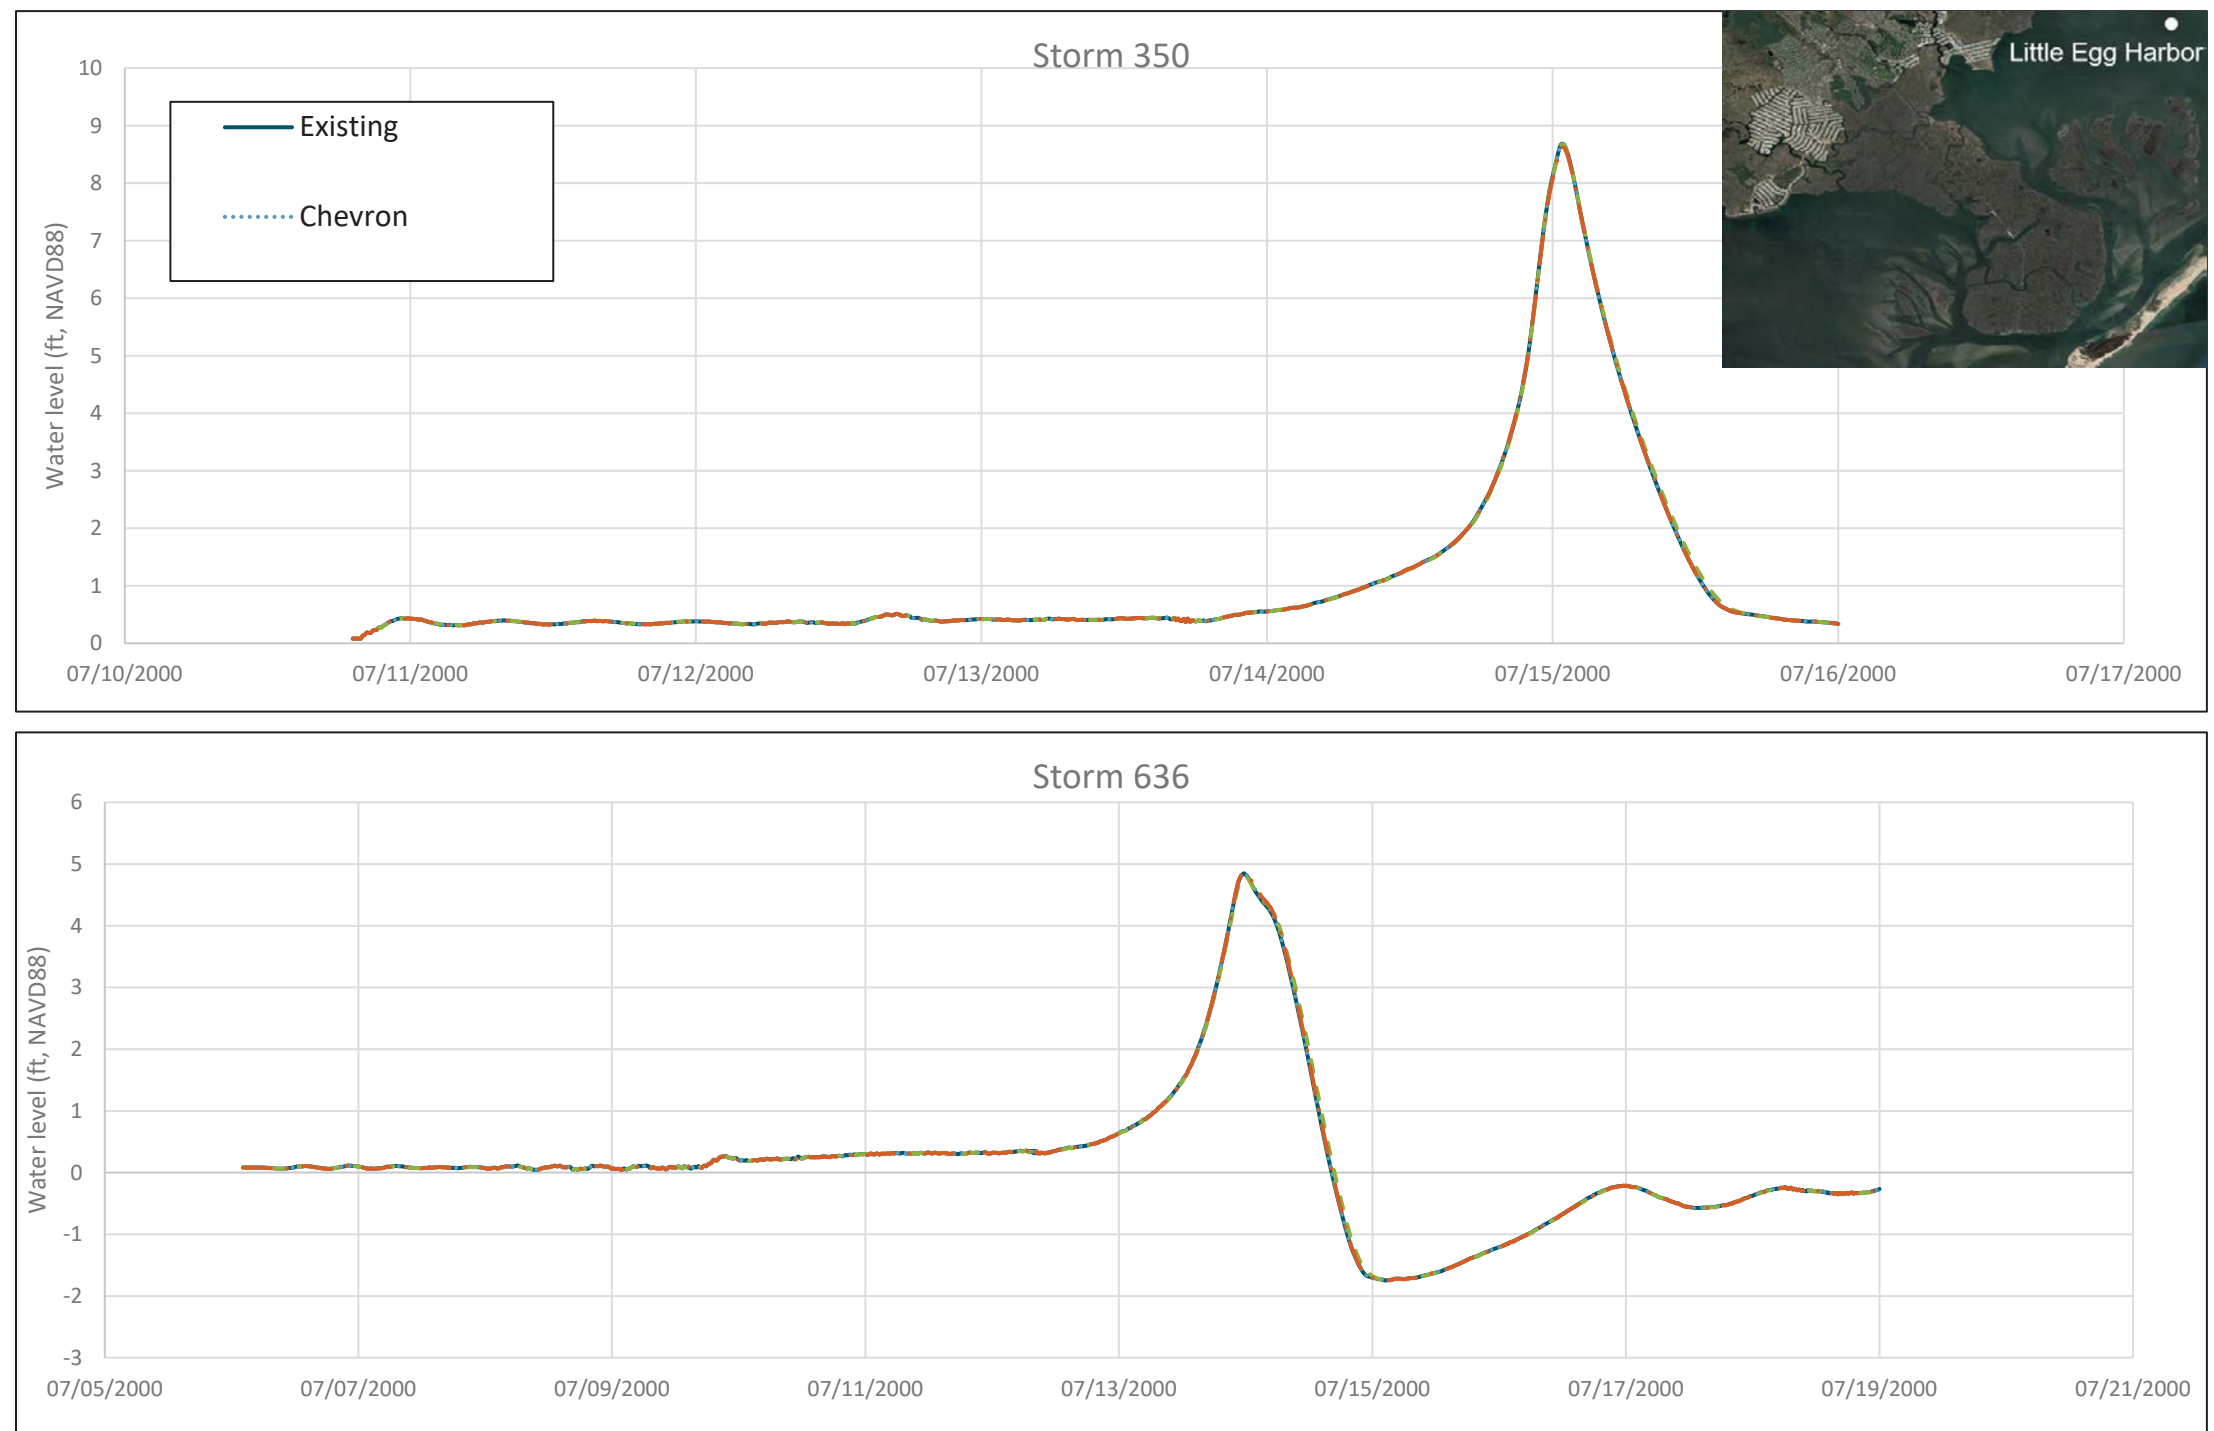 Storm 350
Little Egg Harbor
Existing
Chevron
Water level (ft, NAVD88)
10
9
8
7
6
5
4
3
2
1
0
07/10/2000 07/11/2000 07/12/2000 07/13/2000 07/14/2000 07/15/2000 07/16/2000 07/17/2000
Storm 636
Water level (ft, NAVD88)
6
5
4
3
2
1
0
-1
-2
-3
07/05/2000 07/07/2000 07/09/2000 07/11/2000 07/13/2000 07/15/2000 07/17/2000 07/19/2000 07/21/2000